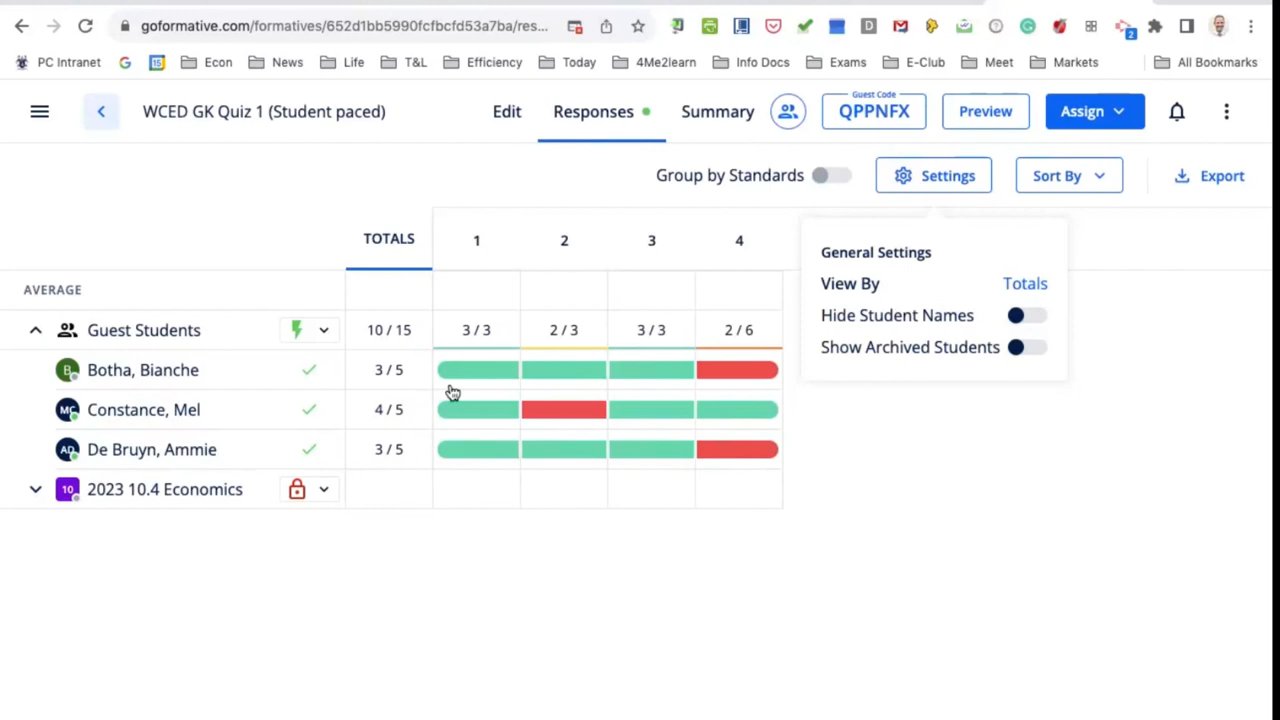 goformative.com/formatives/652d1bb5990fcfbcfd53a7ba/res...
2
PC Intranet G Econ News Life T&L Efficiency Today 4Me2learn Info Docs Exams E-Club Meet Markets All Bookmarks
WCED GK Quiz 1 (Student paced) Edit Responses Summary Guest Code QPPNFX Preview Assign
Group by Standards Settings Sort By Export
TOTALS 1 2 3 4
General Settings
View By Totals
Hide Student Names
Show Archived Students
AVERAGE
Guest Students 10 / 15 3 / 3 2 / 3 3 / 3 2 / 6
B Botha, Bianche 3 / 5
MC Constance, Mel 4 / 5
AD De Bruyn, Ammie 3 / 5
10 2023 10.4 Economics